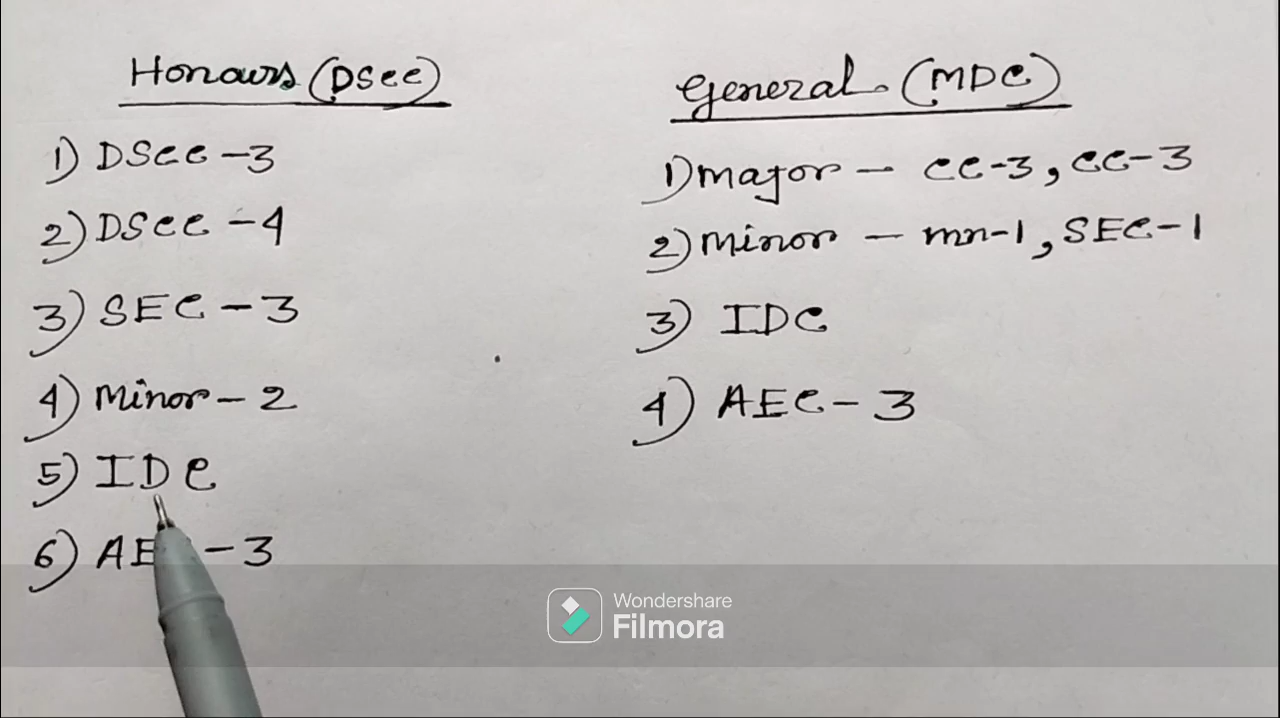 Honours (DSCC)
1) DSCC - 3
2) DSCC - 4
3) SEC - 3
4) Minor - 2
5) IDC
6) AE - 3
General (MDC)
1) major - CC-3, CC-3
2) Minor - mn-1, SEC-1
3) IDC
4) AEC - 3
Wondershare
Filmora